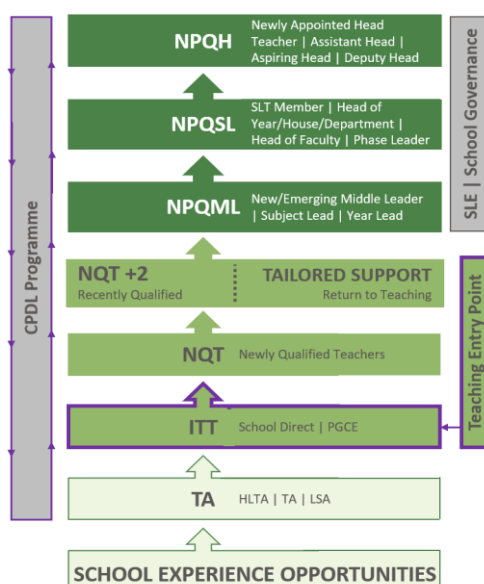 NPQH
Newly Appointed Head
Teacher | Assistant Head |
Aspiring Head | Deputy Head
NPQSL
SLT Member | Head of
Year/House/Department |
Head of Faculty | Phase Leader
NPQML
New/Emerging Middle Leader
| Subject Lead | Year Lead
NQT +2
Recently Qualified
TAILORED SUPPORT
Return to Teaching
NQT
Newly Qualified Teachers
ITT
School Direct | PGCE
TA
HLTA | TA | LSA
SCHOOL EXPERIENCE OPPORTUNITIES
CPDL Programme
SLE | School Governance
Teaching Entry Point